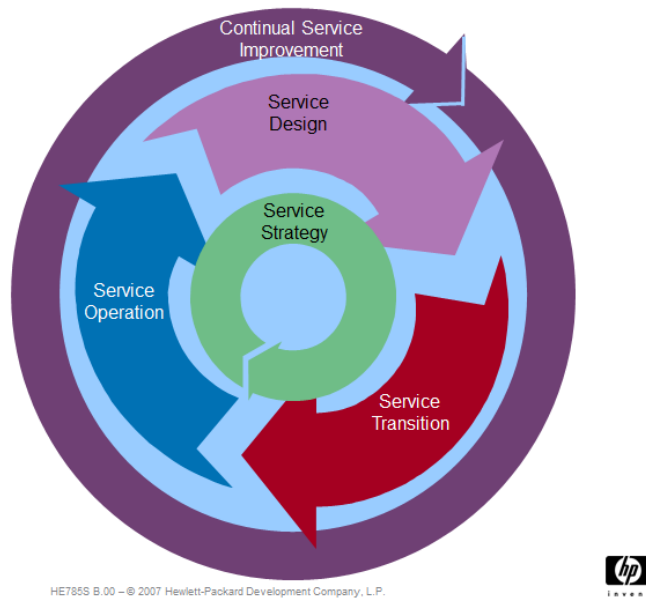 Continual Service
Improvement
Service
Design
Service
Strategy
Service
Operation
Service
Transition
HE785S B.00 – © 2007 Hewlett-Packard Development Company, L.P.
hp
inven